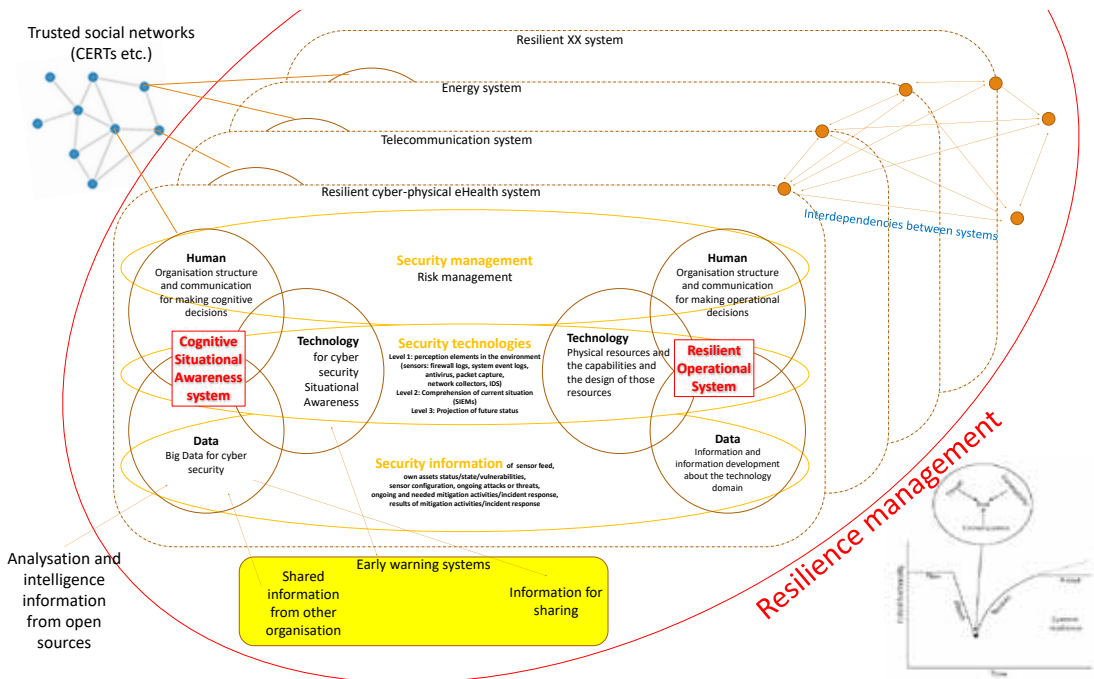 Trusted social networks
(CERTs etc.)
Resilient XX system
Energy system
Telecommunication system
Resilient cyber-physical eHealth system
Interdependencies between systems
Human
Organisation structure
and communication
for making cognitive
decisions
Security management
Risk management
Human
Organisation structure
and communication
for making operational
decisions
Cognitive
Situational
Awareness
system
Technology
for cyber
security
Situational
Awareness
Security technologies
Level 1: perception elements in the environment
(sensors: firewall logs, system event logs,
antivirus, packet capture,
network collectors, IDS)
Level 2: Comprehension of current situation
(SIEMs)
Level 3: Projection of future status
Technology
Physical resources and
the capabilities and
the design of those
resources
Resilient
Operational
System
Data
Big Data for cyber
security
Security information of sensor feed,
own assets status/state/vulnerabilities,
sensor configuration, ongoing attacks or threats,
ongoing and needed mitigation activities/incident response,
results of mitigation activities/incident response
Data
Information and
information development
about the technology
domain
Resilience management
Analysation and
intelligence
information
from open
sources
Early warning systems
Shared
information
from other
organisation
Information for
sharing
Time